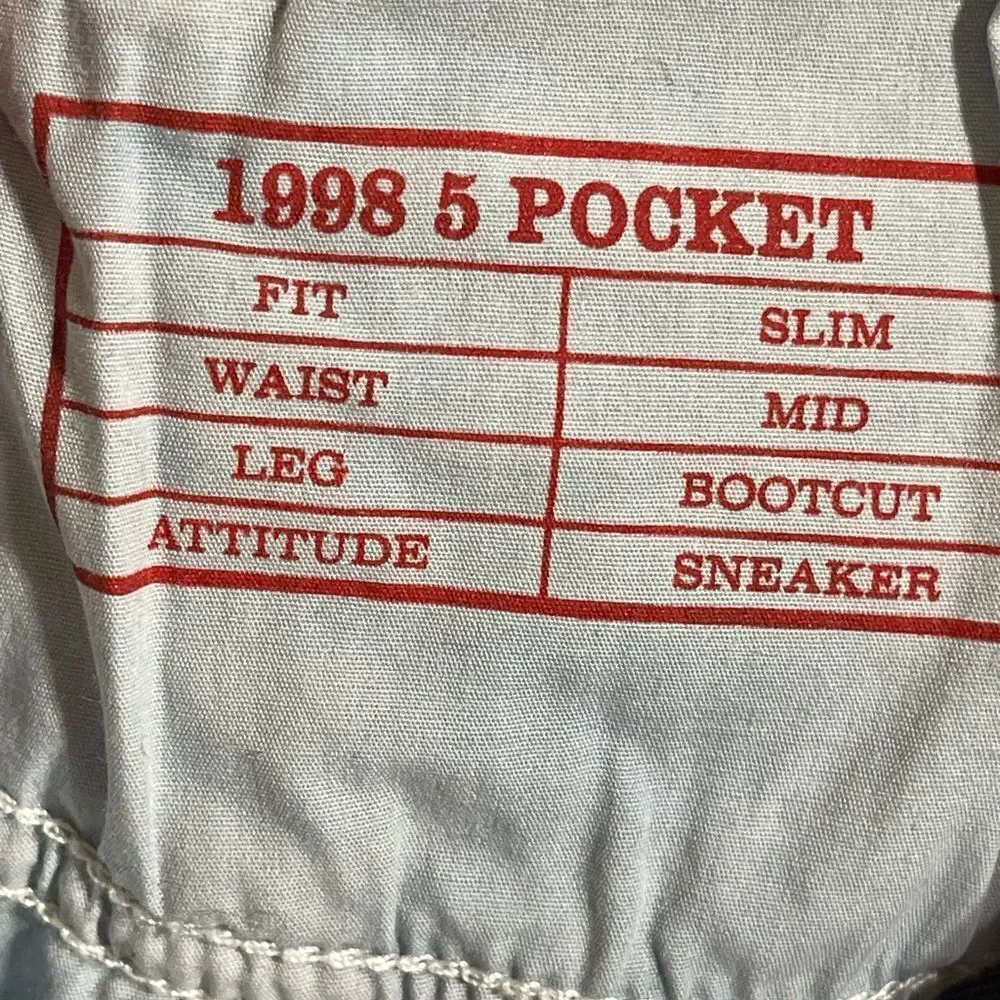 1998 5 POCKET
FIT SLIM
WAIST MID
LEG BOOTCUT
ATTITUDE SNEAKER